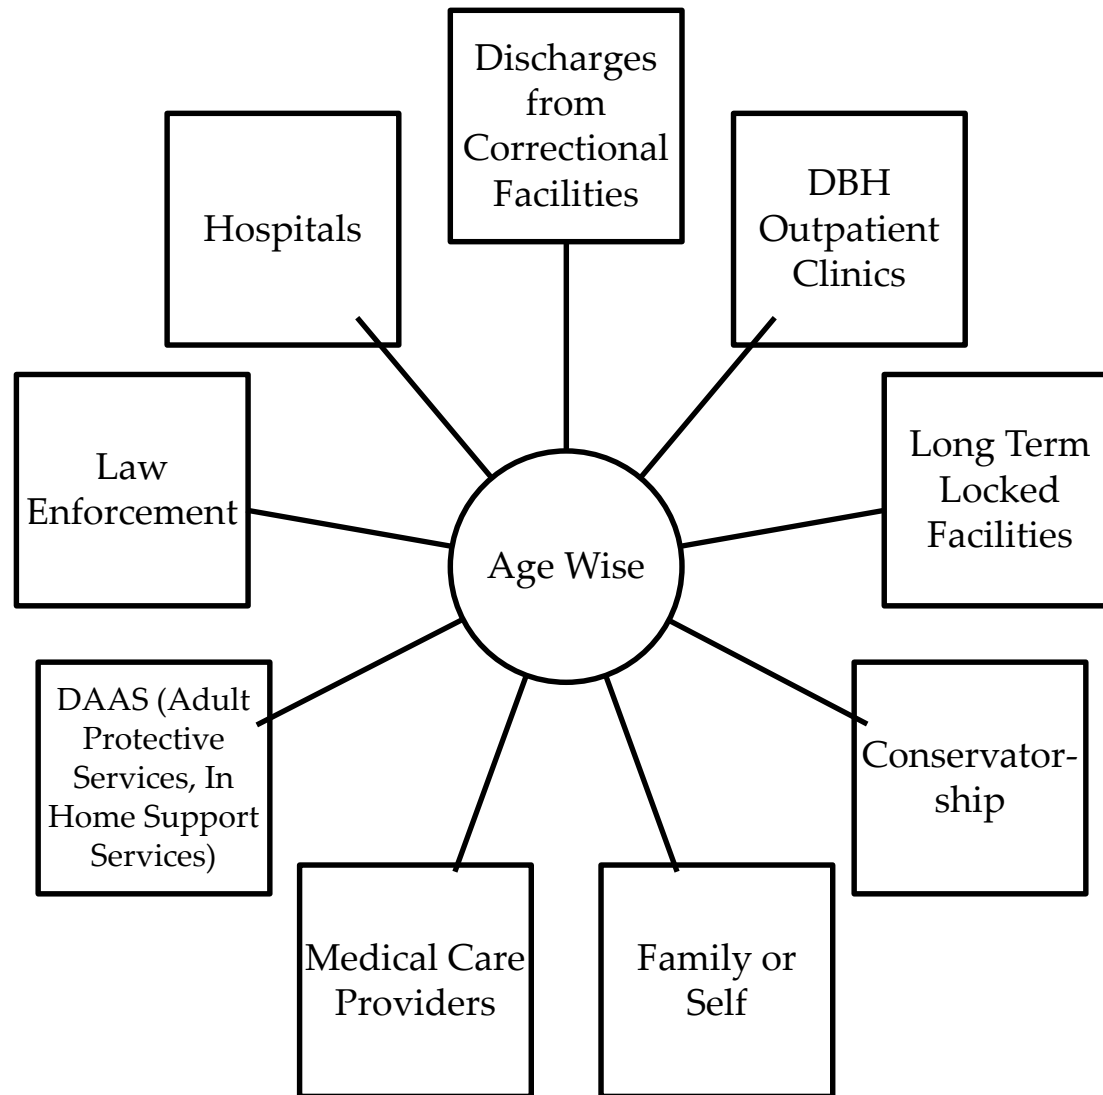 Discharges
from
Correctional
Facilities
DBH
Outpatient
Clinics
Long Term
Locked
Facilities
Conservator-
ship
Family or
Self
Medical Care
Providers
DAAS (Adult
Protective
Services, In
Home Support
Services)
Law
Enforcement
Hospitals
Age Wise